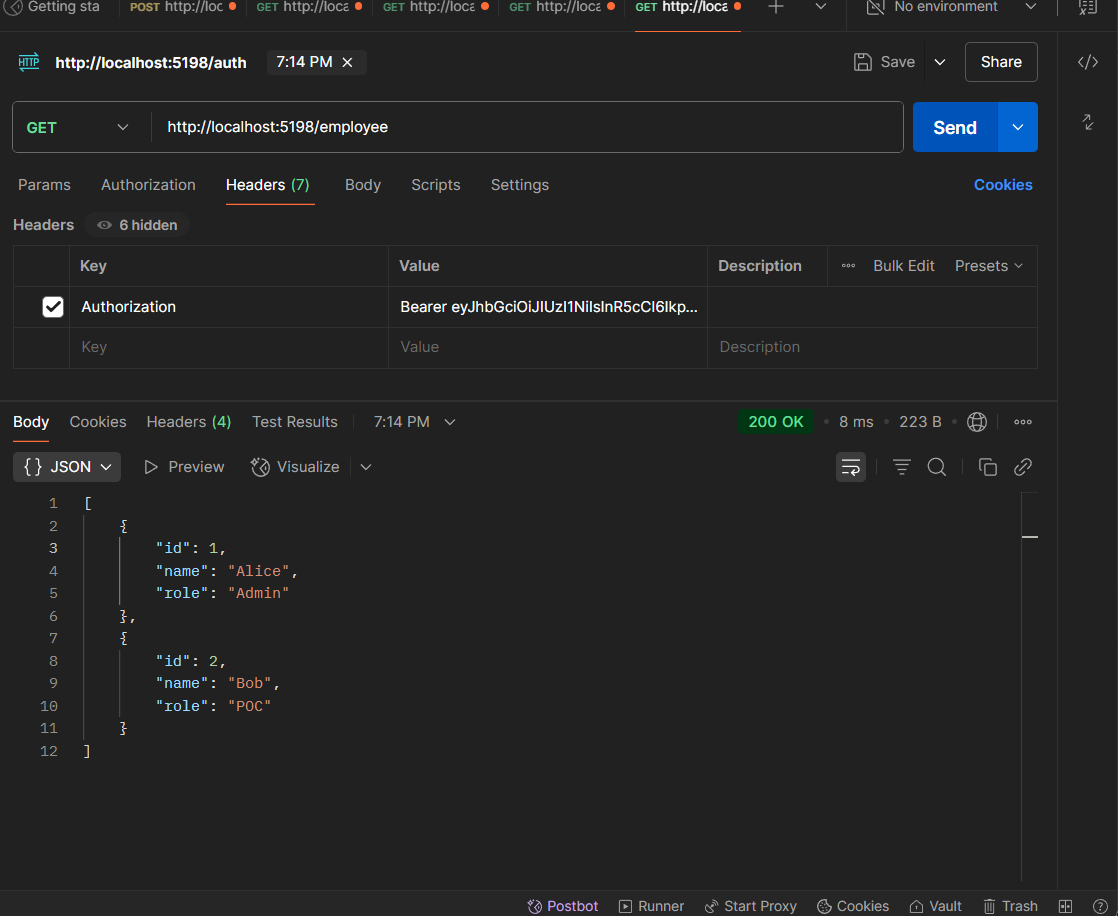 Getting sta POST http://loc GET http://loca GET http://loca GET http://loca GET http://loca No environment
HTTP http://localhost:5198/auth 7:14 PM Save Share
GET http://localhost:5198/employee Send
Params Authorization Headers (7) Body Scripts Settings Cookies
Headers 6 hidden
Key Value Description Bulk Edit Presets
Authorization Bearer eyJhbGciOiJIUzI1NiIsInR5cCI6Ikp...
Key Value Description
Body Cookies Headers (4) Test Results 7:14 PM 200 OK 8 ms 223 B
{} JSON Preview Visualize
1 [
2 {
3 "id": 1,
4 "name": "Alice",
5 "role": "Admin"
6 },
7 {
8 "id": 2,
9 "name": "Bob",
10 "role": "POC"
11 }
12 ]
Postbot Runner Start Proxy Cookies Vault Trash